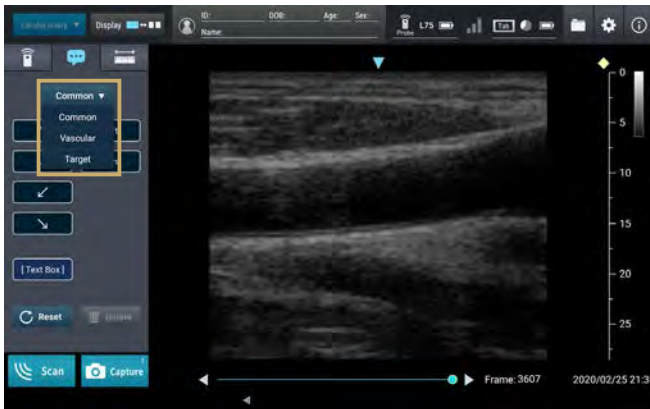 Display
ID:
DOB:
Age:
Sex:
Name:
Probe
L75
Common ▼
Common
Vascular
Target
[Text Box]
Reset
Scan
Capture
0
5
10
15
20
25
Frame: 3607
2020/02/25 21:3